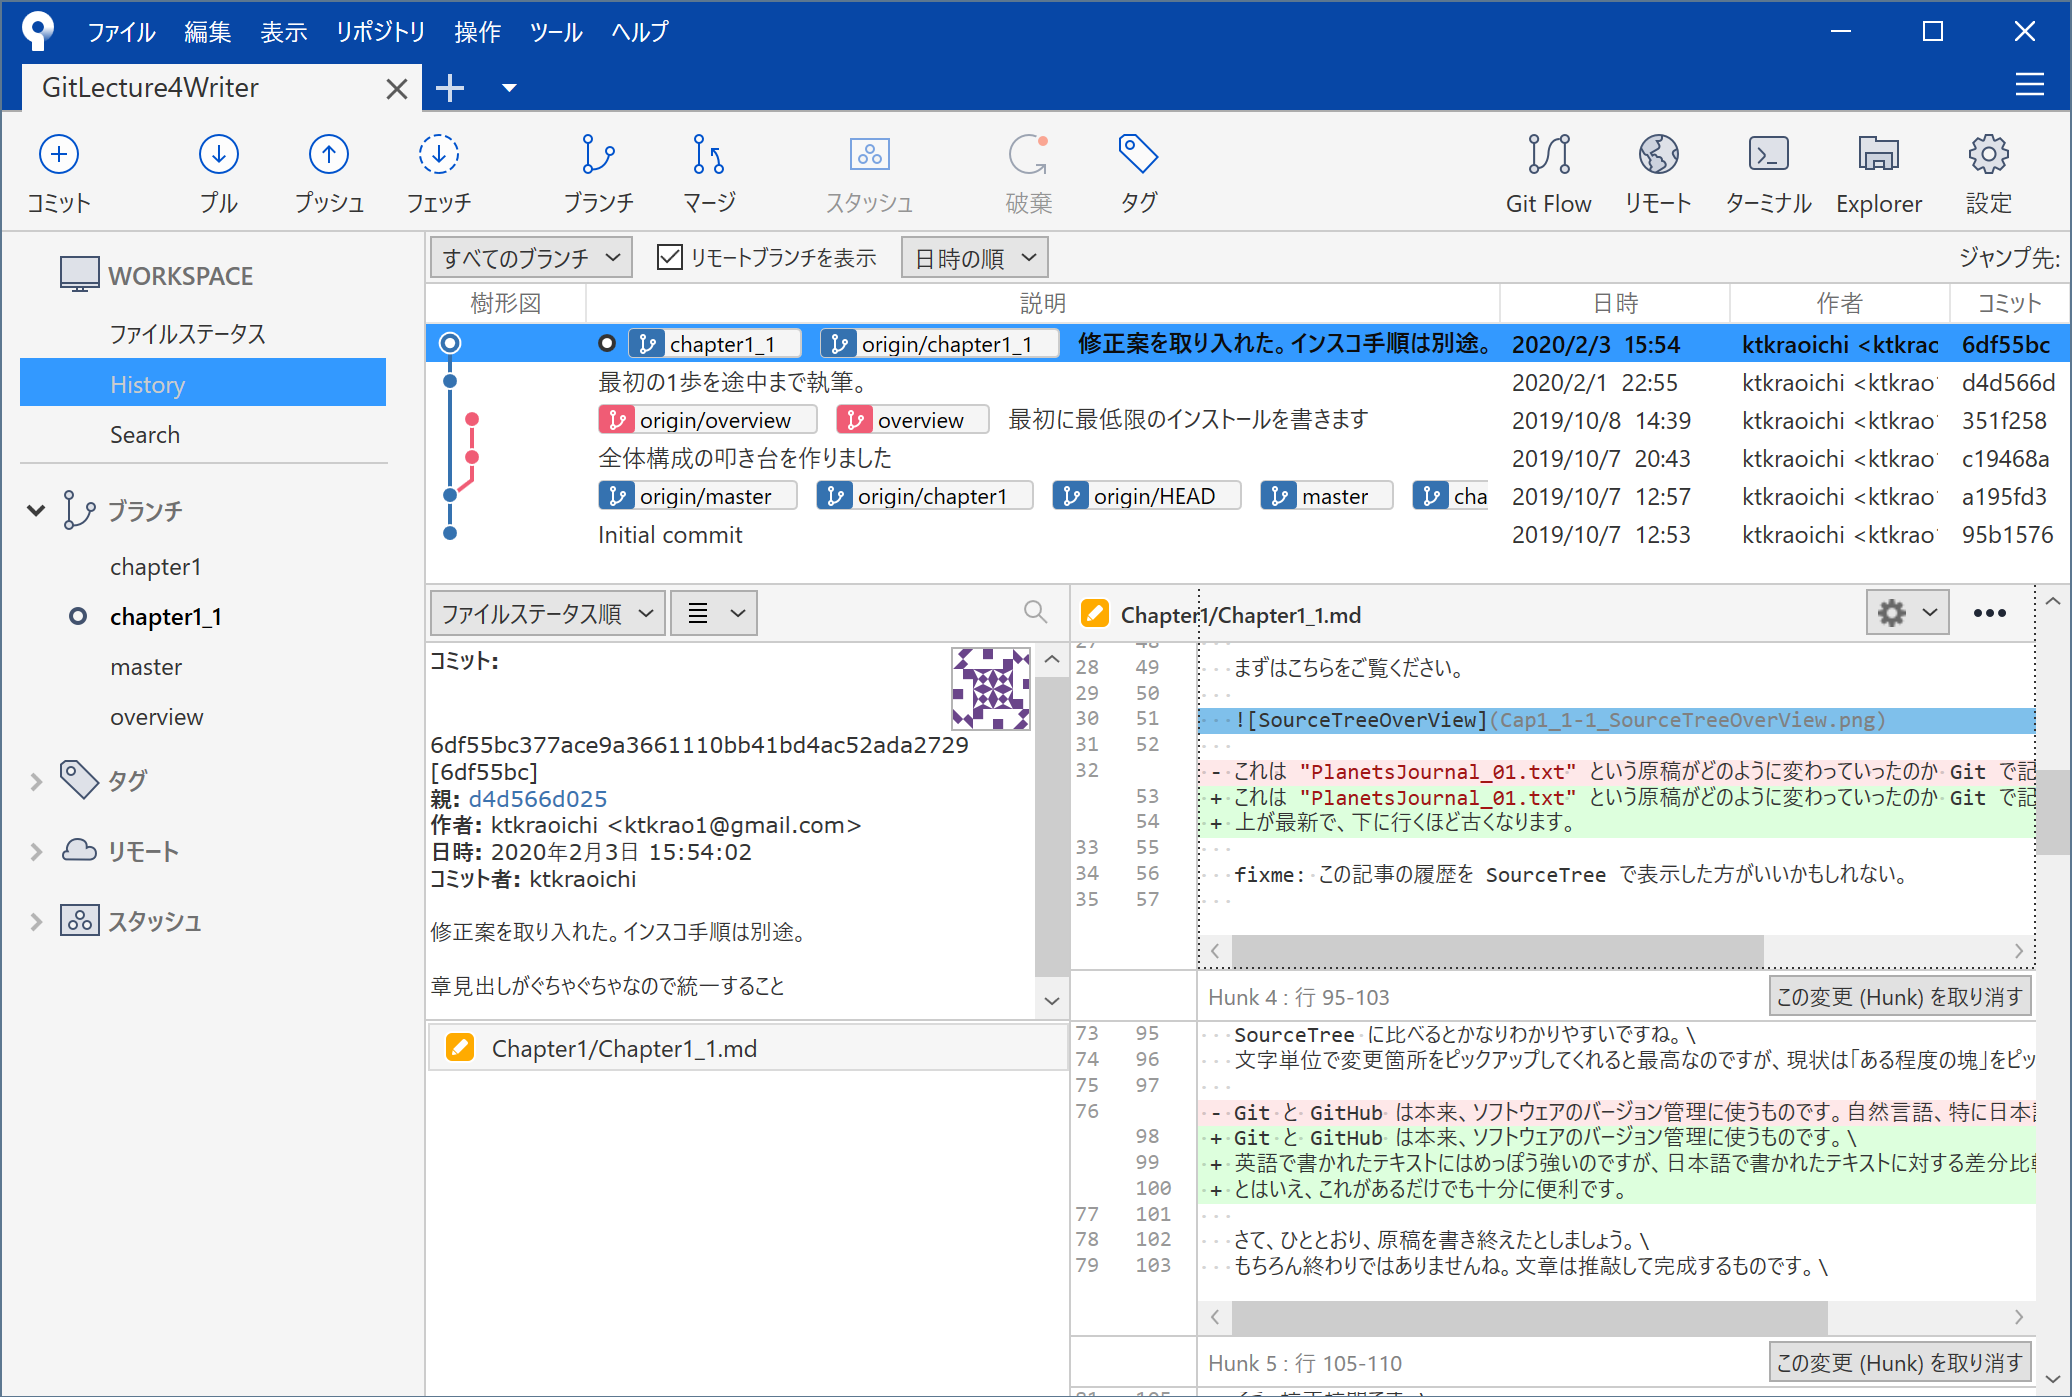 ファイル 編集 表示 リポジトリ 操作 ツール ヘルプ
GitLecture4Writer
コミット プル プッシュ フェッチ ブランチ マージ スタッシュ 破棄 タグ Git Flow リモート ターミナル Explorer 設定
WORKSPACE
ファイルステータス
History
Search
ブランチ
chapter1
chapter1_1
master
overview
タグ
リモート
スタッシュ
すべてのブランチ リモートブランチを表示 日時の順 ジャンプ先:
樹形図 説明 日時 作者 コミット
chapter1_1 origin/chapter1_1 修正案を取り入れた。インスコ手順は別途。 2020/2/3 15:54 ktkraoichi <ktkrao 6df55bc
最初の1歩を途中まで執筆。 2020/2/1 22:55 ktkraoichi <ktkrao d4d566d
origin/overview overview 最初に最低限のインストールを書きます 2019/10/8 14:39 ktkraoichi <ktkrao 351f258
全体構成の叩き台を作りました 2019/10/7 20:43 ktkraoichi <ktkrao c19468a
origin/master origin/chapter1 origin/HEAD master cha 2019/10/7 12:57 ktkraoichi <ktkrao a195fd3
Initial commit 2019/10/7 12:53 ktkraoichi <ktkrao 95b1576
ファイルステータス順
コミット:
6df55bc377ace9a3661110bb41bd4ac52ada2729
[6df55bc]
親: d4d566d025
作者: ktkraoichi <ktkrao1@gmail.com>
日時: 2020年2月3日 15:54:02
コミット者: ktkraoichi
修正案を取り入れた。インスコ手順は別途。
章見出しがぐちゃぐちゃなので統一すること
Chapter1/Chapter1_1.md
Chapter1/Chapter1_1.md
27 48
28 49 まずはこちらをご覧ください。
29 50
30 51 ![SourceTreeOverView](Cap1_1-1_SourceTreeOverView.png)
31 52
32 - これは "PlanetsJournal_01.txt" という原稿がどのように変わっていったのか Git で記
53 + これは "PlanetsJournal_01.txt" という原稿がどのように変わっていったのか Git で記
54 + 上が最新で、下に行くほど古くなります。
33 55
34 56 fixme: この記事の履歴を SourceTree で表示した方がいいかもしれない。
35 57
Hunk 4 : 行 95-103 この変更 (Hunk) を取り消す
73 95 SourceTree に比べるとかなりわかりやすいですね。\
74 96 文字単位で変更箇所をピックアップしてくれると最高なのですが、現状は「ある程度の塊」をピッ
75 97
76 - Git と GitHub は本来、ソフトウェアのバージョン管理に使うものです。自然言語、特に日本
98 + Git と GitHub は本来、ソフトウェアのバージョン管理に使うものです。\
99 + 英語で書かれたテキストにはめっぽう強いのですが、日本語で書かれたテキストに対する差分比
100 + とはいえ、これがあるだけでも十分に便利です。
77 101
78 102 さて、ひととおり、原稿を書き終えたとしましょう。\
79 103 もちろん終わりではありませんね。文章は推敲して完成するものです。\
Hunk 5 : 行 105-110 この変更 (Hunk) を取り消す